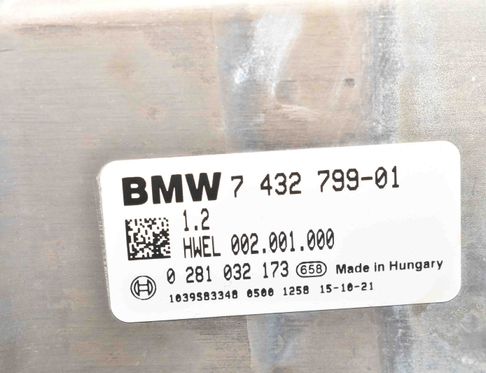 BMW 7 432 799-01
1.2
HWEL 002.001.000
0 281 032 173 658 Made in Hungary
1039S83348 0500 1258 15-10-21